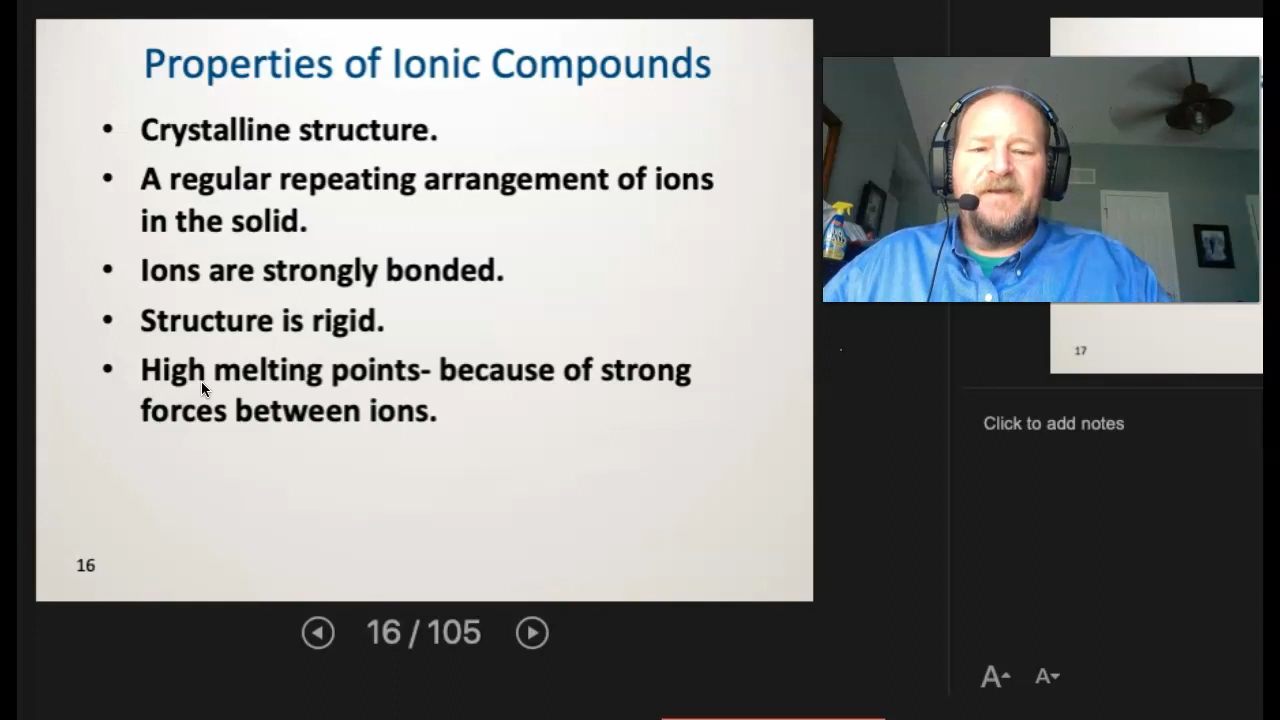 Properties of Ionic Compounds
• Crystalline structure.
• A regular repeating arrangement of ions
in the solid.
• Ions are strongly bonded.
• Structure is rigid.
• High melting points- because of strong
forces between ions.
16
16 / 105
17
Click to add notes
A
A